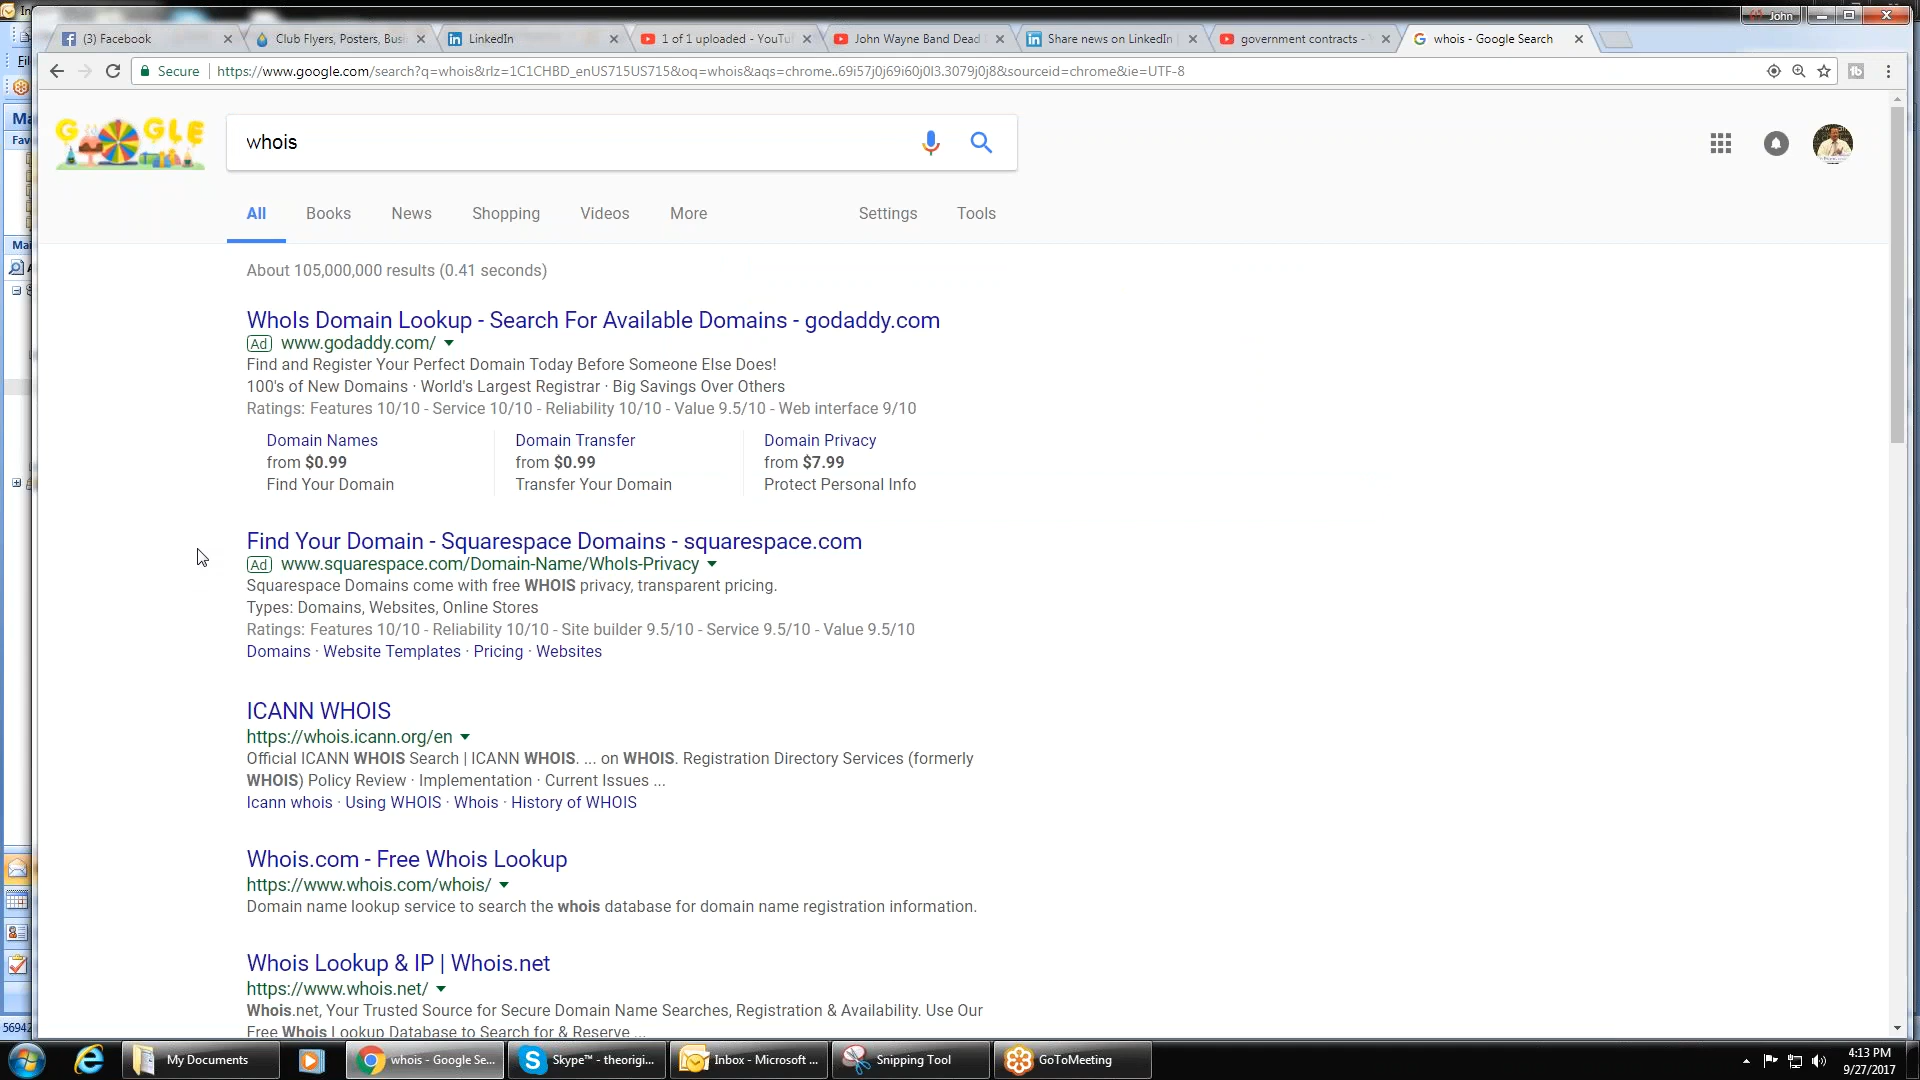 John
(3) Facebook
Club Flyers, Posters, Busi
LinkedIn
1 of 1 uploaded - YouTu
John Wayne Band Dead
Share news on LinkedIn
government contracts -
whois - Google Search
Secure
https://www.google.com/search?q=whois&rlz=1C1CHBD_enUS715US715&oq=whois&aqs=chrome..69i57j0j69i60j0l3.3079j0j8&sourceid=chrome&ie=UTF-8
GOOGLE
whois
All
Books
News
Shopping
Videos
More
Settings
Tools
About 105,000,000 results (0.41 seconds)
WhoIs Domain Lookup - Search For Available Domains - godaddy.com
Ad www.godaddy.com/
Find and Register Your Perfect Domain Today Before Someone Else Does!
100's of New Domains · World's Largest Registrar · Big Savings Over Others
Ratings: Features 10/10 - Service 10/10 - Reliability 10/10 - Value 9.5/10 - Web interface 9/10
Domain Names
from $0.99
Find Your Domain
Domain Transfer
from $0.99
Transfer Your Domain
Domain Privacy
from $7.99
Protect Personal Info
Find Your Domain - Squarespace Domains - squarespace.com
Ad www.squarespace.com/Domain-Name/WhoIs-Privacy
Squarespace Domains come with free WHOIS privacy, transparent pricing.
Types: Domains, Websites, Online Stores
Ratings: Features 10/10 - Reliability 10/10 - Site builder 9.5/10 - Service 9.5/10 - Value 9.5/10
Domains · Website Templates · Pricing · Websites
ICANN WHOIS
https://whois.icann.org/en
Official ICANN WHOIS Search | ICANN WHOIS. ... on WHOIS. Registration Directory Services (formerly
WHOIS) Policy Review · Implementation · Current Issues ...
Icann whois · Using WHOIS · Whois · History of WHOIS
Whois.com - Free Whois Lookup
https://www.whois.com/whois/
Domain name lookup service to search the whois database for domain name registration information.
Whois Lookup & IP | Whois.net
https://www.whois.net/
Whois.net, Your Trusted Source for Secure Domain Name Searches, Registration & Availability. Use Our
Free Whois Lookup Database to Search for & Reserve ...
56942
My Documents
whois - Google Se...
Skype™ - theorigi...
Inbox - Microsoft ...
Snipping Tool
GoToMeeting
4:13 PM
9/27/2017